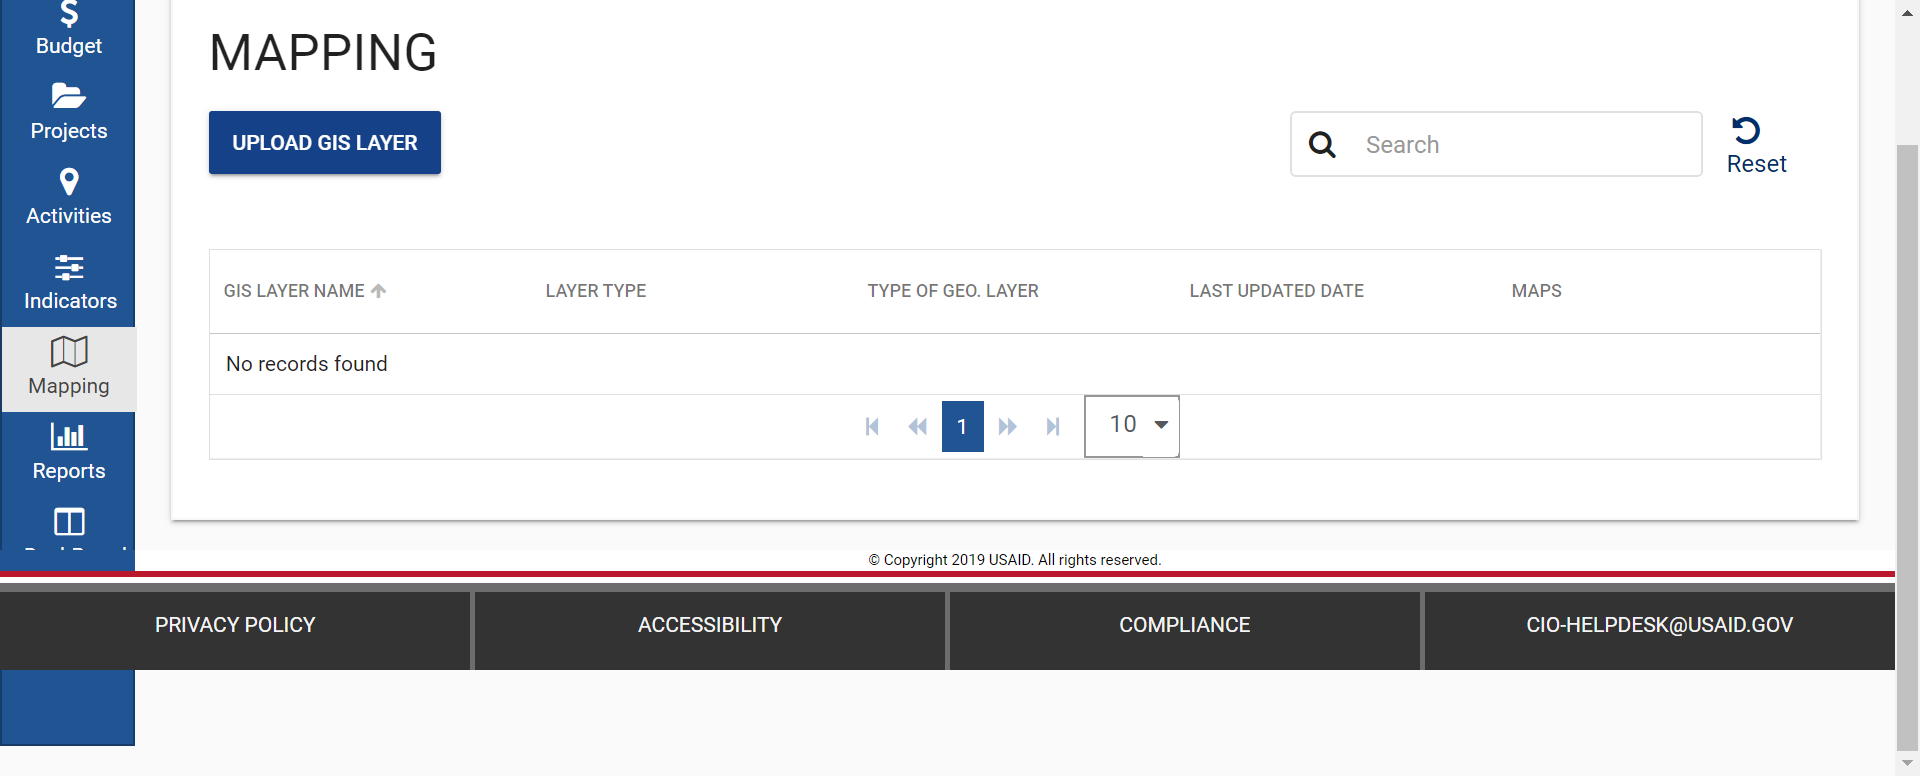 Budget
Projects
Activities
Indicators
Mapping
Reports
MAPPING
UPLOAD GIS LAYER
Search
Reset
GIS LAYER NAME
LAYER TYPE
TYPE OF GEO. LAYER
LAST UPDATED DATE
MAPS
No records found
1
10
© Copyright 2019 USAID. All rights reserved.
PRIVACY POLICY
ACCESSIBILITY
COMPLIANCE
CIO-HELPDESK@USAID.GOV